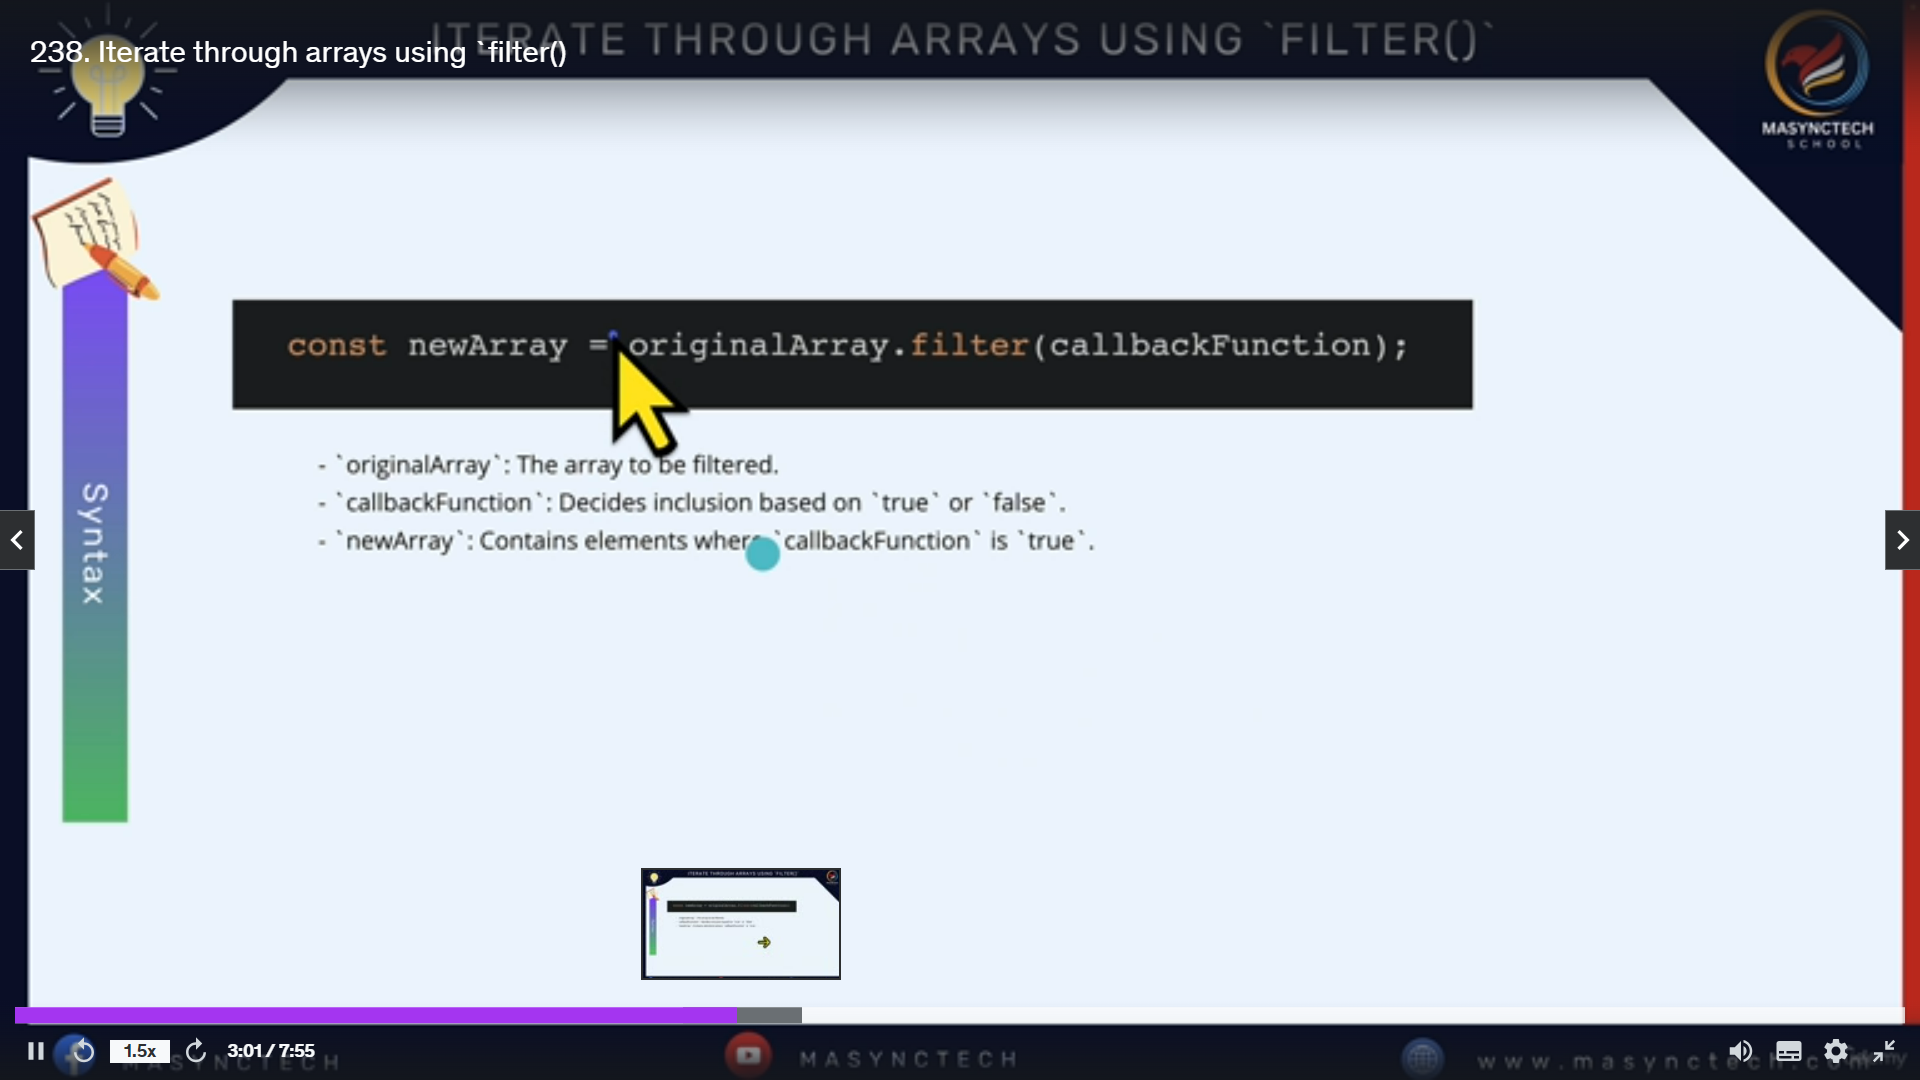 ITERATE THROUGH ARRAYS USING `FILTER()`
238. Iterate through arrays using `filter()
MASYNCTECH
SCHOOL
const newArray = originalArray.filter(callbackFunction);
- `originalArray`: The array to be filtered.
- `callbackFunction`: Decides inclusion based on `true` or `false`.
- `newArray`: Contains elements where `callbackFunction` is `true`.
Syntax
1.5x
3:01 / 7:55
MASYNCTECH
MASYNCTECH
www.masynctech.com